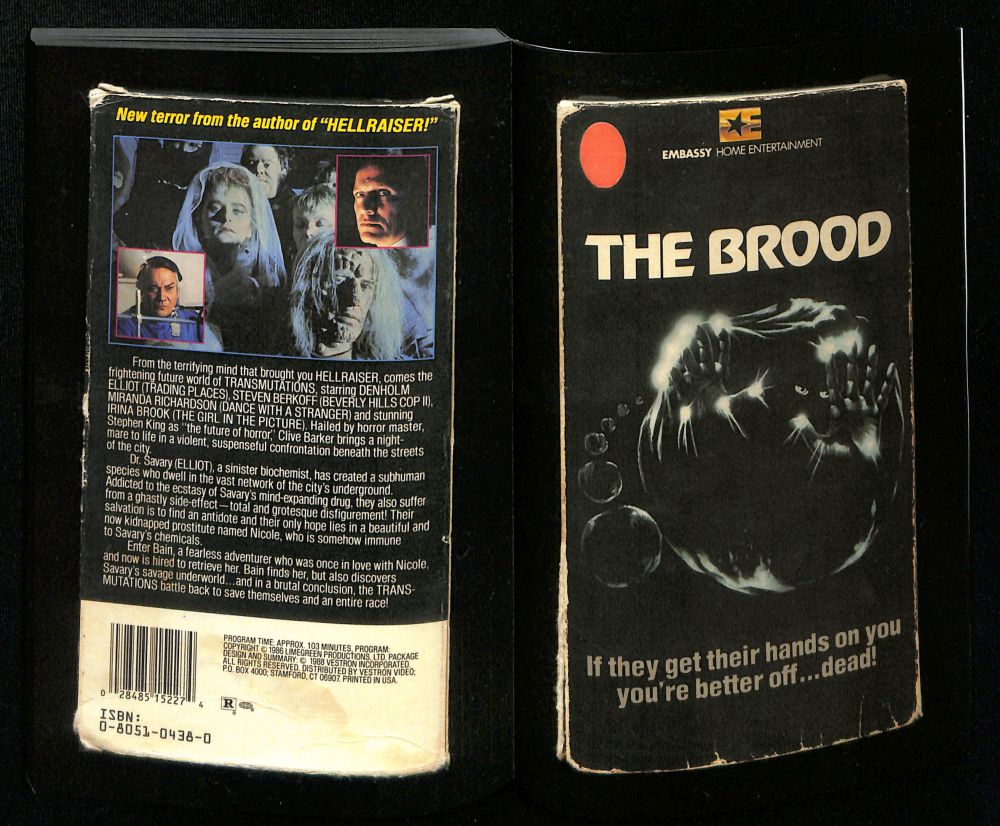 New terror from the author of "HELLRAISER!"
From the terrifying mind that brought you HELLRAISER, comes the
frightening future world of TRANSMUTATIONS, starring DENHOLM
ELLIOT (TRADING PLACES), STEVEN BERKOFF (BEVERLY HILLS COP II),
MIRANDA RICHARDSON (DANCE WITH A STRANGER) and stunning
IRINA BROOK (THE GIRL IN THE PICTURE). Hailed by horror master,
Stephen King as "the future of horror," Clive Barker brings a night-
mare to life in a violent, suspenseful confrontation beneath the streets
of the city.
Dr. Savary (ELLIOT), a sinister biochemist, has created a subhuman
species who dwell in the vast network of the city's underground.
Addicted to the ecstasy of Savary's mind-expanding drug, they also suffer
from a ghastly side-effect—total and grotesque disfigurement! Their
salvation is to find an antidote and their only hope lies in a beautiful and
now kidnapped prostitute named Nicole, who is somehow immune
to Savary's chemicals.
Enter Bain, a fearless adventurer who was once in love with Nicole,
and now is hired to retrieve her. Bain finds her, but also discovers
Savary's savage underworld...and in a brutal conclusion, the TRANS-
MUTATIONS battle back to save themselves and an entire race!
PROGRAM TIME: APPROX. 103 MINUTES, PROGRAM:
COPYRIGHT © 1986 LIMEGREEN PRODUCTIONS, LTD. PACKAGE
DESIGN AND SUMMARY: © 1988 VESTRON INCORPORATED.
ALL RIGHTS RESERVED. DISTRIBUTED BY VESTRON VIDEO;
P.O. BOX 4000; STAMFORD, CT 06907. PRINTED IN USA.
0 28485 15227 4
R
ISBN:
0-8051-0438-0
EMBASSY HOME ENTERTAINMENT
THE BROOD
If they get their hands on you
you're better off...dead!